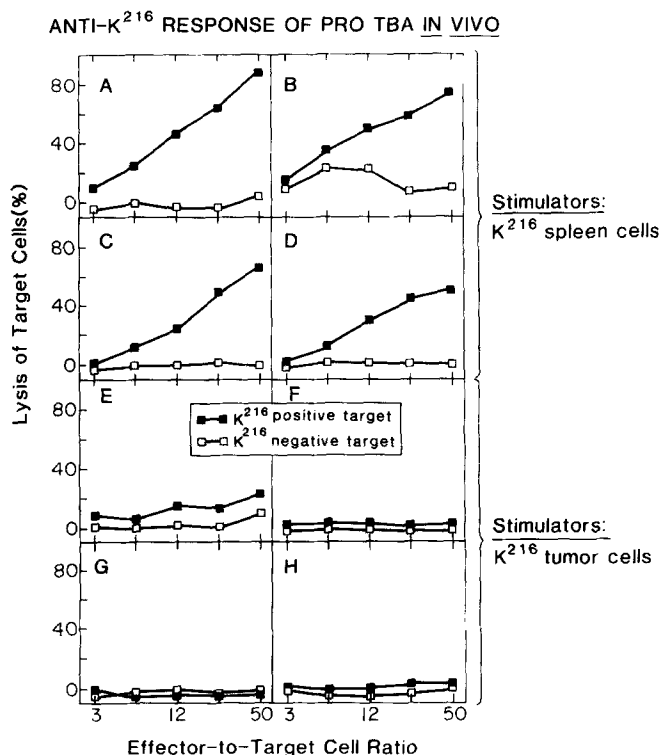 ANTI-K²¹⁶ RESPONSE OF PRO TBA IN VIVO
A
B
80
40
0
C
D
80
40
0
Stimulators:
K²¹⁶ spleen cells
E
F
K²¹⁶ positive target
K²¹⁶ negative target
80
40
0
G
H
80
40
0
Stimulators:
K²¹⁶ tumor cells
3 12 50 3 12 50
Lysis of Target Cells(%)
Effector-to-Target Cell Ratio